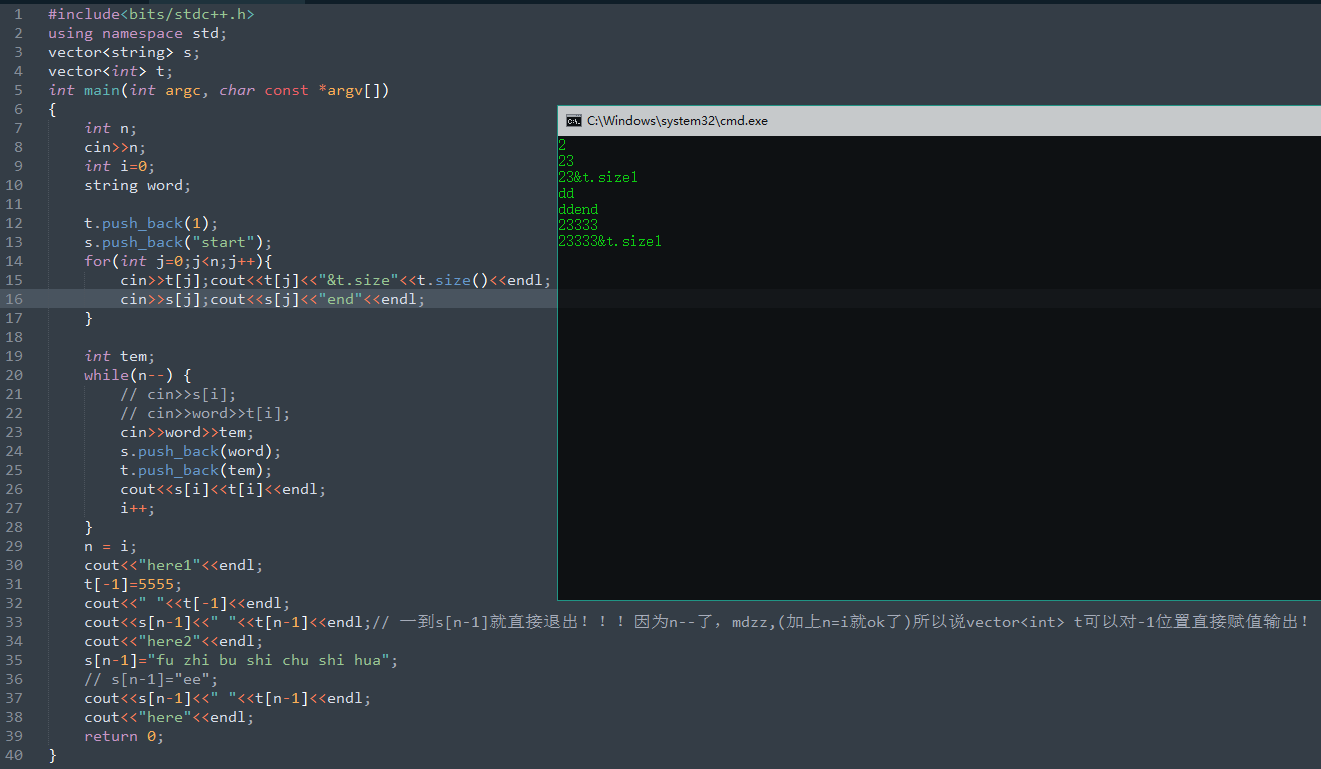 1 #include<bits/stdc++.h>
2 using namespace std;
3 vector<string> s;
4 vector<int> t;
5 int main(int argc, char const *argv[])
6 {
7 int n;
8 cin>>n;
9 int i=0;
10 string word;
11
12 t.push_back(1);
13 s.push_back("start");
14 for(int j=0;j<n;j++){
15 cin>>t[j];cout<<t[j]<<"&t.size"<<t.size()<<endl;
16 cin>>s[j];cout<<s[j]<<"end"<<endl;
17 }
18
19 int tem;
20 while(n--) {
21 // cin>>s[i];
22 // cin>>word>>t[i];
23 cin>>word>>tem;
24 s.push_back(word);
25 t.push_back(tem);
26 cout<<s[i]<<t[i]<<endl;
27 i++;
28 }
29 n = i;
30 cout<<"here1"<<endl;
31 t[-1]=5555;
32 cout<<" "<<t[-1]<<endl;
33 cout<<s[n-1]<<" "<<t[n-1]<<endl;// 一到s[n-1]就直接退出！！！因为n--了，mdzz,(加上n=i就ok了)所以说vector<int> t可以对-1位置直接赋值输出！
34 cout<<"here2"<<endl;
35 s[n-1]="fu zhi bu shi chu shi hua";
36 // s[n-1]="ee";
37 cout<<s[n-1]<<" "<<t[n-1]<<endl;
38 cout<<"here"<<endl;
39 return 0;
40 }
C:\Windows\system32\cmd.exe
2
23
23&t.size1
dd
ddend
23333
23333&t.size1